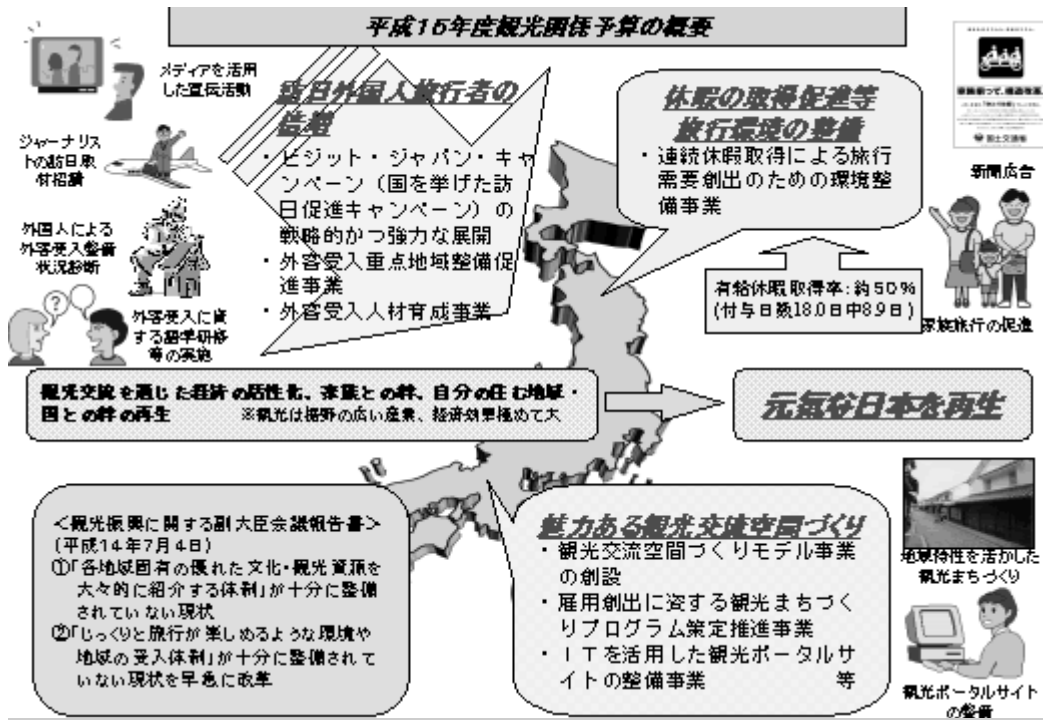 平成15年度観光関係予算の概要
メディアを活用
した宣伝活動
ジャーナリス
トの訪日取
材招請
外国人による
外客受入整備
状況診断
外客受入に資
する語学研修
等の実施
訪日外国人旅行者の
倍増
・ビジット・ジャパン・キャ
ンペーン（国を挙げた訪
日促進キャンペーン）の
戦略的かつ強力な展開
・外客受入重点地域整備促
進事業
・外客受入人材育成事業
休暇の取得促進等
旅行環境の整備
・連続休暇取得による旅行
需要創出のための環境整
備事業
国土交通省
新聞広告
有給休暇取得率：約50％
(付与日数18.0日中8.9日)
家族旅行の促進
観光交流を通じた経済の活性化、家族との絆、自分の住む地域・
国との絆の再生　　※観光は裾野の広い産業、経済効果極めて大
元気な日本を再生
＜観光振興に関する副大臣会議報告書＞
(平成14年7月4日)
①「各地域固有の優れた文化・観光資源を
大々的に紹介する体制」が十分に整備
されていない現状
②「じっくりと旅行が楽しめるような環境や
地域の受入体制」が十分に整備されて
いない現状を早急に改革
魅力ある観光交流空間づくり
・観光交流空間づくりモデル事業
の創設
・雇用創出に資する観光まちづく
りプログラム策定推進事業
・ＩＴを活用した観光ポータルサ
イトの整備事業　　　　等
地域特性を活かした
観光まちづくり
観光ポータルサイト
の整備